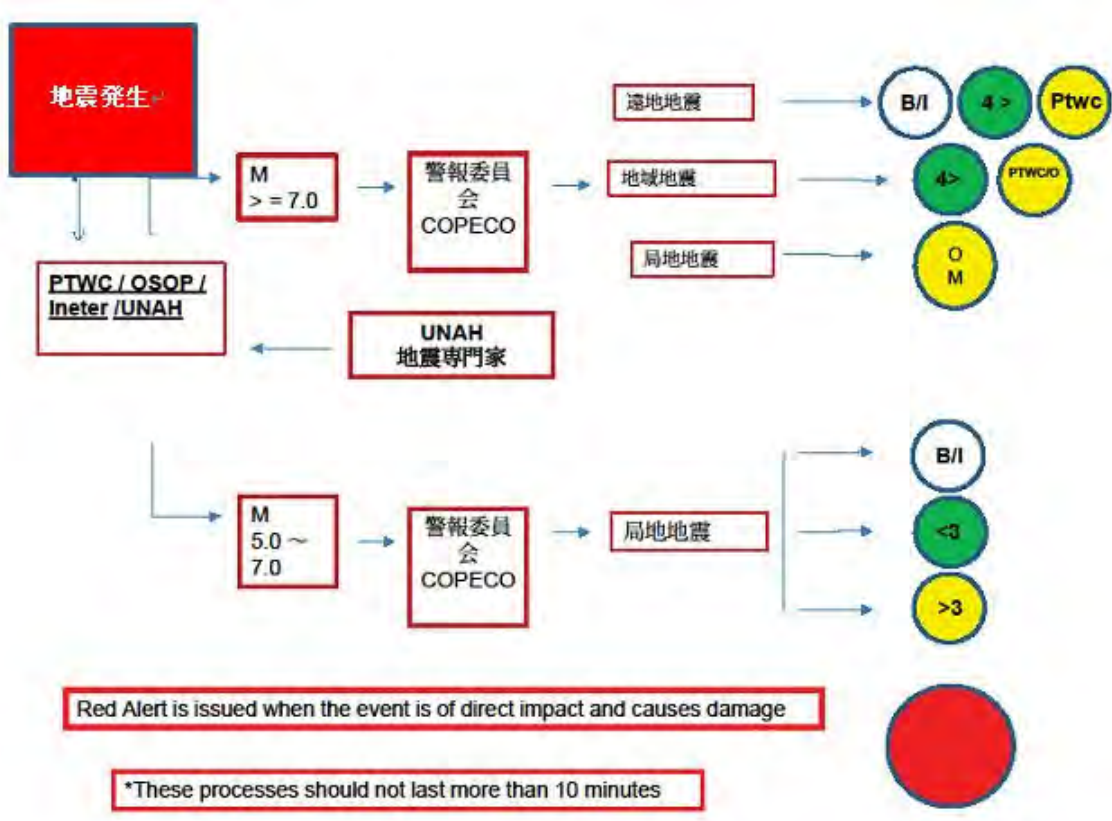 地震発生
M
> = 7.0
警報委員
会
COPECO
遠地地震
B/I
4 >
Ptwc
地域地震
4>
PTWC/O
局地地震
O
M
PTWC / OSOP /
Ineter /UNAH
UNAH
地震専門家
M
5.0 ～
7.0
警報委員
会
COPECO
局地地震
B/I
<3
>3
Red Alert is issued when the event is of direct impact and causes damage
*These processes should not last more than 10 minutes